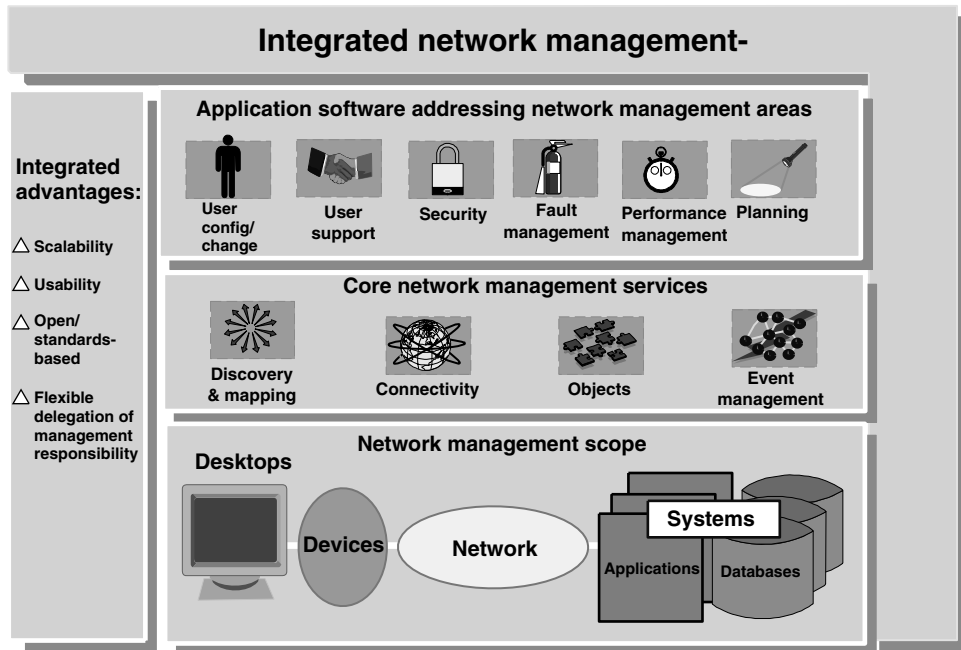 Integrated network management-
Integrated
advantages:
Scalability
Usability
Open/
standards-
based
Flexible
delegation of
management
responsibility
Application software addressing network management areas
User
config/
change
User
support
Security
Fault
management
Performance
management
Planning
Core network management services
Discovery
& mapping
Connectivity
Objects
Event
management
Network management scope
Desktops
Devices
Network
Systems
Applications
Databases